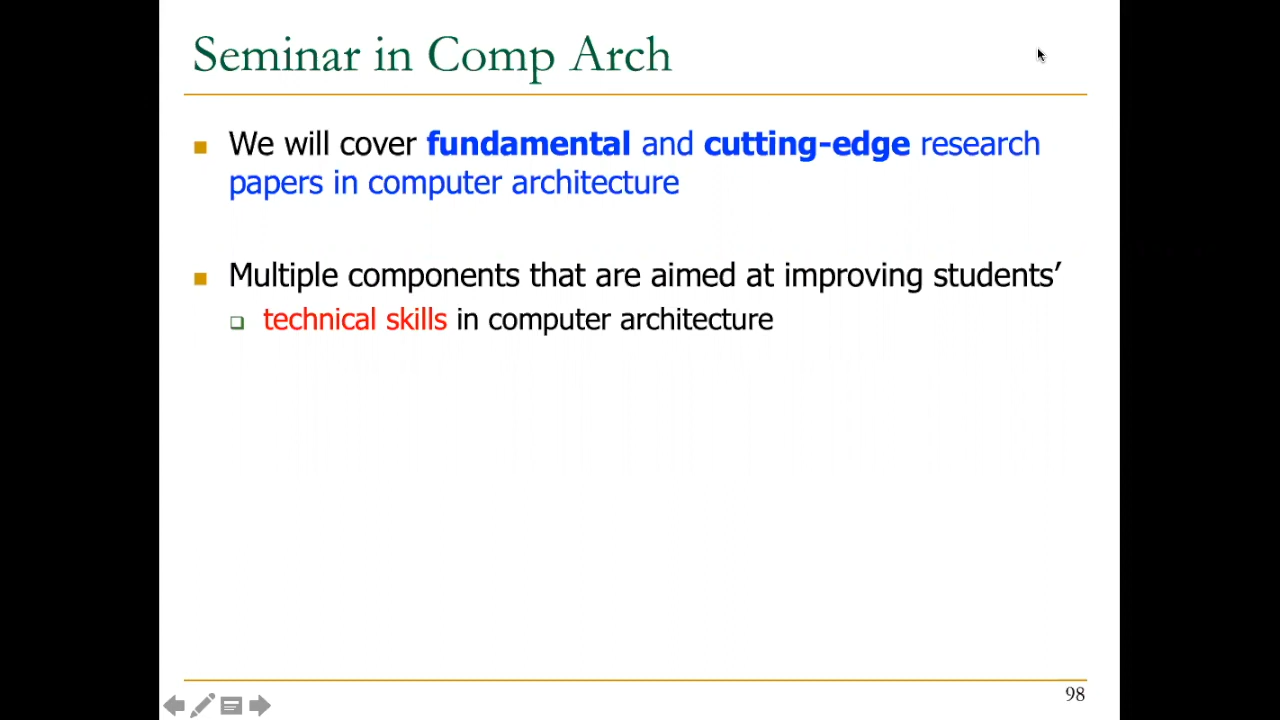 Seminar in Comp Arch
We will cover fundamental and cutting-edge research
papers in computer architecture
Multiple components that are aimed at improving students’
technical skills in computer architecture
98